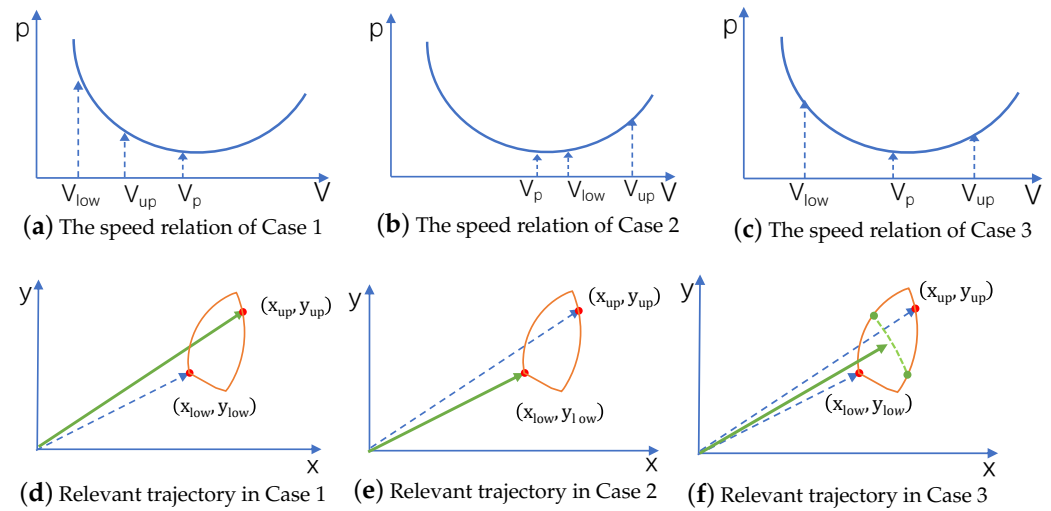 p
V_low V_up V_p V
(a) The speed relation of Case 1
p
V_p V_low V_up V
(b) The speed relation of Case 2
p
V_low V_p V_up V
(c) The speed relation of Case 3
y
(x_up, y_up)
(x_low, y_low)
x
(d) Relevant trajectory in Case 1
y
(x_up, y_up)
(x_low, y_low)
x
(e) Relevant trajectory in Case 2
y
(x_up, y_up)
(x_low, y_low)
x
(f) Relevant trajectory in Case 3